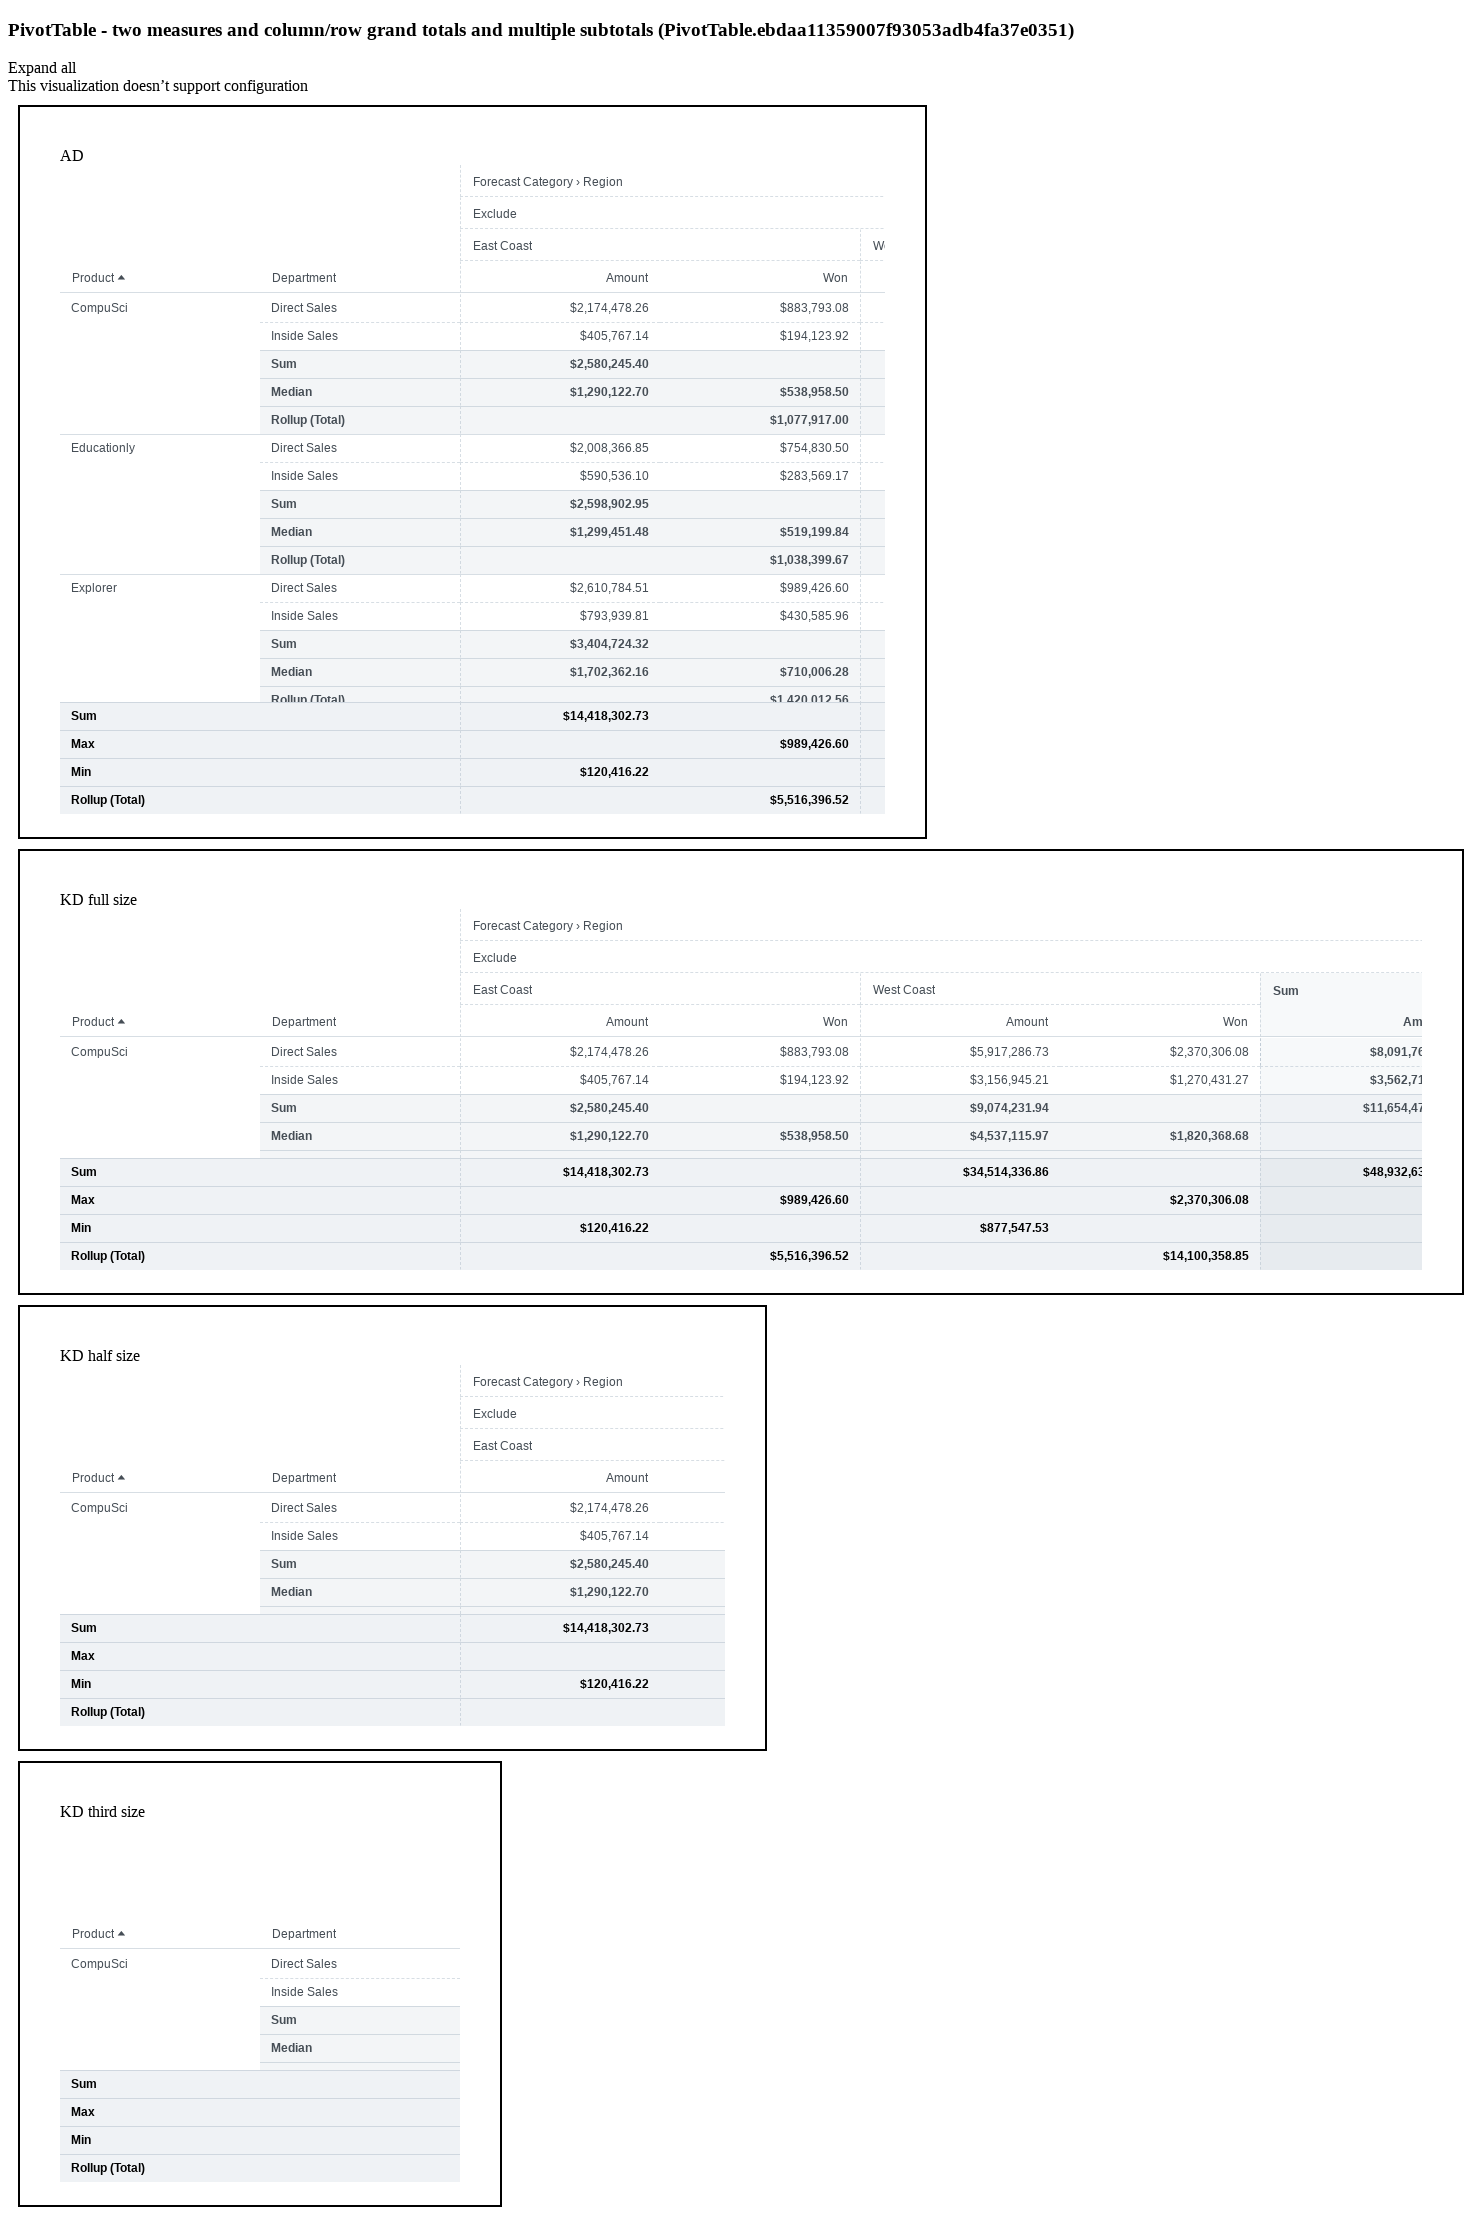 PivotTable - two measures and column/row grand totals and multiple subtotals (PivotTable.ebdaa11359007f93053adb4fa37e0351)
Expand all
This visualization doesn’t support configuration
AD
Forecast Category › Region
Exclude
East Coast
Product Department Amount Won
CompuSci Direct Sales $2,174,478.26 $883,793.08
Inside Sales $405,767.14 $194,123.92
Sum $2,580,245.40
Median $1,290,122.70 $538,958.50
Rollup (Total) $1,077,917.00
Educationly Direct Sales $2,008,366.85 $754,830.50
Inside Sales $590,536.10 $283,569.17
Sum $2,598,902.95
Median $1,299,451.48 $519,199.84
Rollup (Total) $1,038,399.67
Explorer Direct Sales $2,610,784.51 $989,426.60
Inside Sales $793,939.81 $430,585.96
Sum $3,404,724.32
Median $1,702,362.16 $710,006.28
Rollup (Total) $1,420,012.56
Sum $14,418,302.73
Max $989,426.60
Min $120,416.22
Rollup (Total) $5,516,396.52
KD full size
Forecast Category › Region
Exclude
East Coast West Coast Sum
Product Department Amount Won Amount Won Am
CompuSci Direct Sales $2,174,478.26 $883,793.08 $5,917,286.73 $2,370,306.08 $8,091,76
Inside Sales $405,767.14 $194,123.92 $3,156,945.21 $1,270,431.27 $3,562,71
Sum $2,580,245.40 $9,074,231.94 $11,654,47
Median $1,290,122.70 $538,958.50 $4,537,115.97 $1,820,368.68
Sum $14,418,302.73 $34,514,336.86 $48,932,63
Max $989,426.60 $2,370,306.08
Min $120,416.22 $877,547.53
Rollup (Total) $5,516,396.52 $14,100,358.85
KD half size
Forecast Category › Region
Exclude
East Coast
Product Department Amount
CompuSci Direct Sales $2,174,478.26
Inside Sales $405,767.14
Sum $2,580,245.40
Median $1,290,122.70
Sum $14,418,302.73
Max
Min $120,416.22
Rollup (Total)
KD third size
Product Department
CompuSci Direct Sales
Inside Sales
Sum
Median
Sum
Max
Min
Rollup (Total)